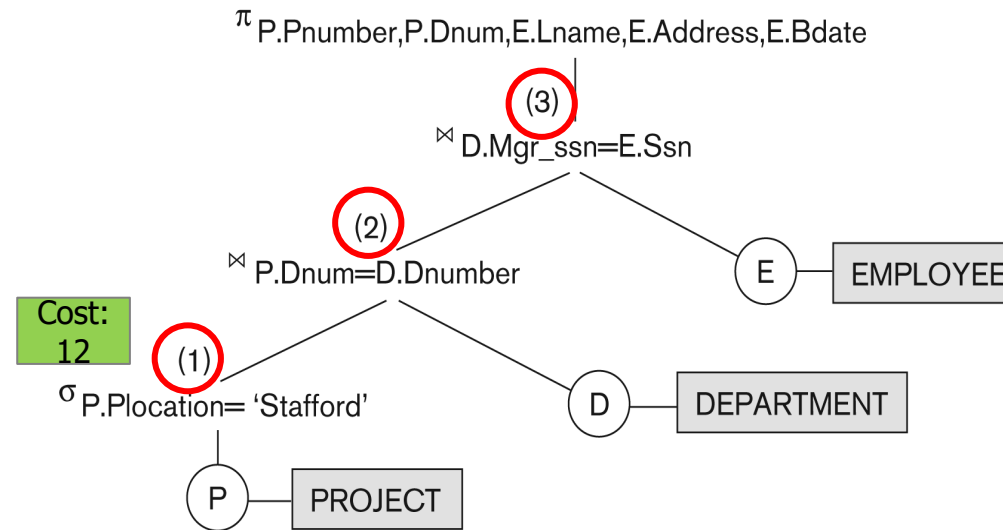 π P.Pnumber,P.Dnum,E.Lname,E.Address,E.Bdate
(3)
⋈ D.Mgr_ssn=E.Ssn
(2)
⋈ P.Dnum=D.Dnumber
E
EMPLOYEE
Cost:
12
(1)
σ P.Plocation= ‘Stafford’
D
DEPARTMENT
P
PROJECT